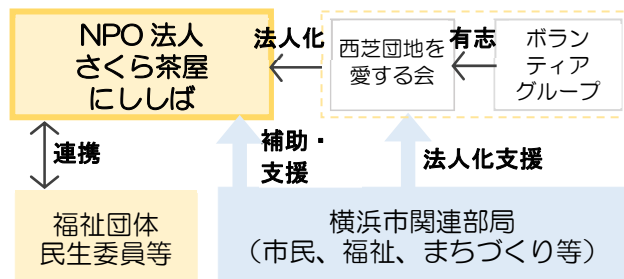 NPO 法人
さくら茶屋
にししば
法人化
西芝団地を
愛する会
有志
ボラン
ティア
グループ
連携
補助・
支援
法人化支援
福祉団体
民生委員等
横浜市関連部局
（市民、福祉、まちづくり等）